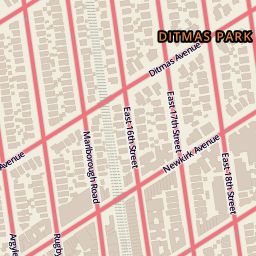 DITMAS PARK
Ditmas Avenue
East 16th Street
East 17th Street
Newkirk Avenue
Marlborough Road
Avenue
East 18th Street
Argyle
Rugby